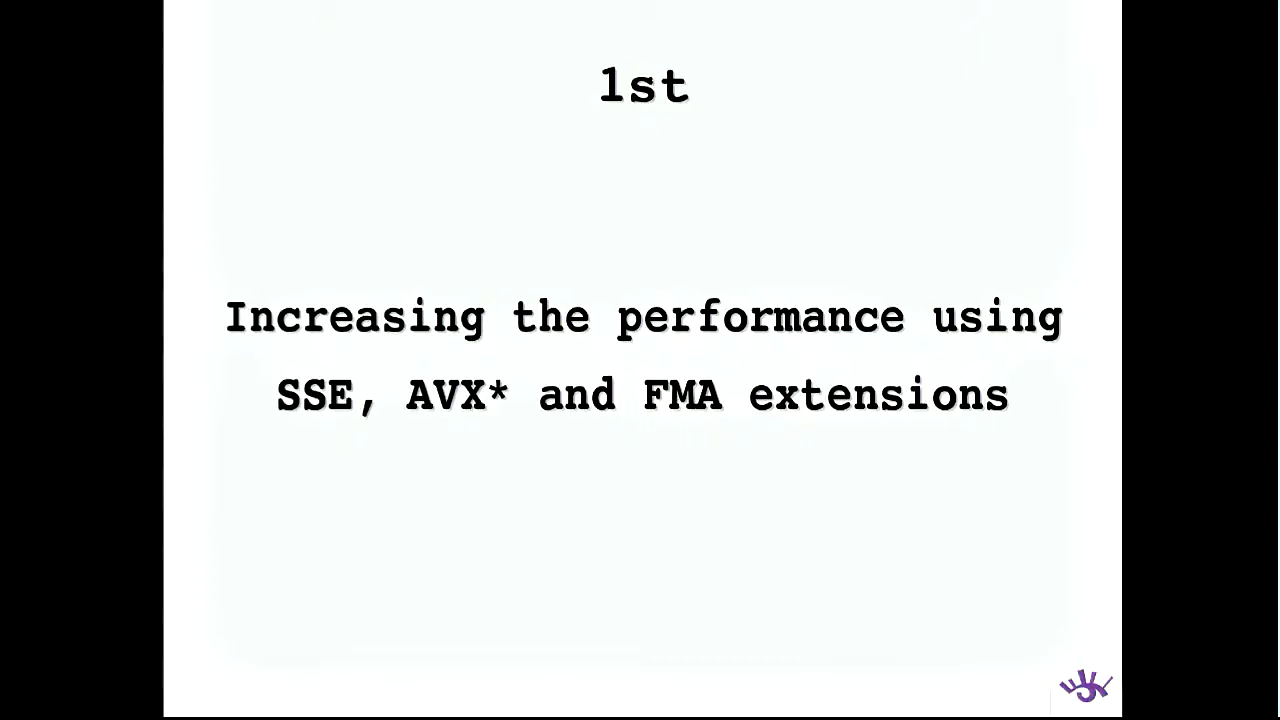 1st
Increasing the performance using
SSE, AVX* and FMA extensions